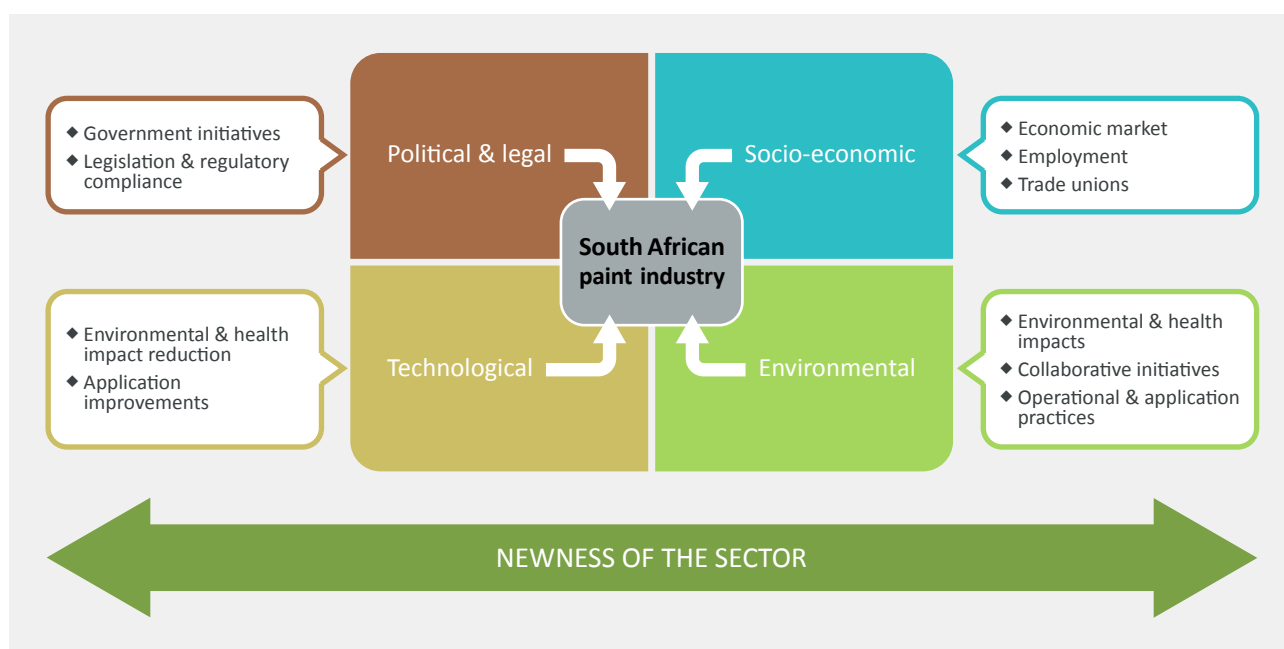 ◆ Government initiatives
◆ Legislation & regulatory
compliance
Political & legal
Socio-economic
◆ Economic market
◆ Employment
◆ Trade unions
South African
paint industry
◆ Environmental & health
impact reduction
◆ Application
improvements
Technological
Environmental
◆ Environmental & health
impacts
◆ Collaborative initiatives
◆ Operational & application
practices
NEWNESS OF THE SECTOR